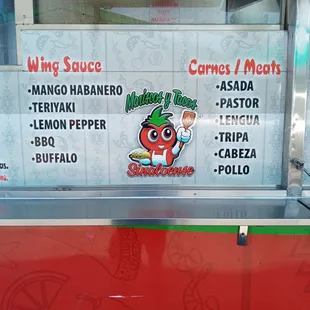 Wing Sauce
•MANGO HABANERO
•TERIYAKI
•LEMON PEPPER
•BBQ
•BUFFALO
Mariscos y Tacos
Sinaloense
Carnes / Meats
•ASADA
•PASTOR
•LENGUA
•TRIPA
•CABEZA
•POLLO